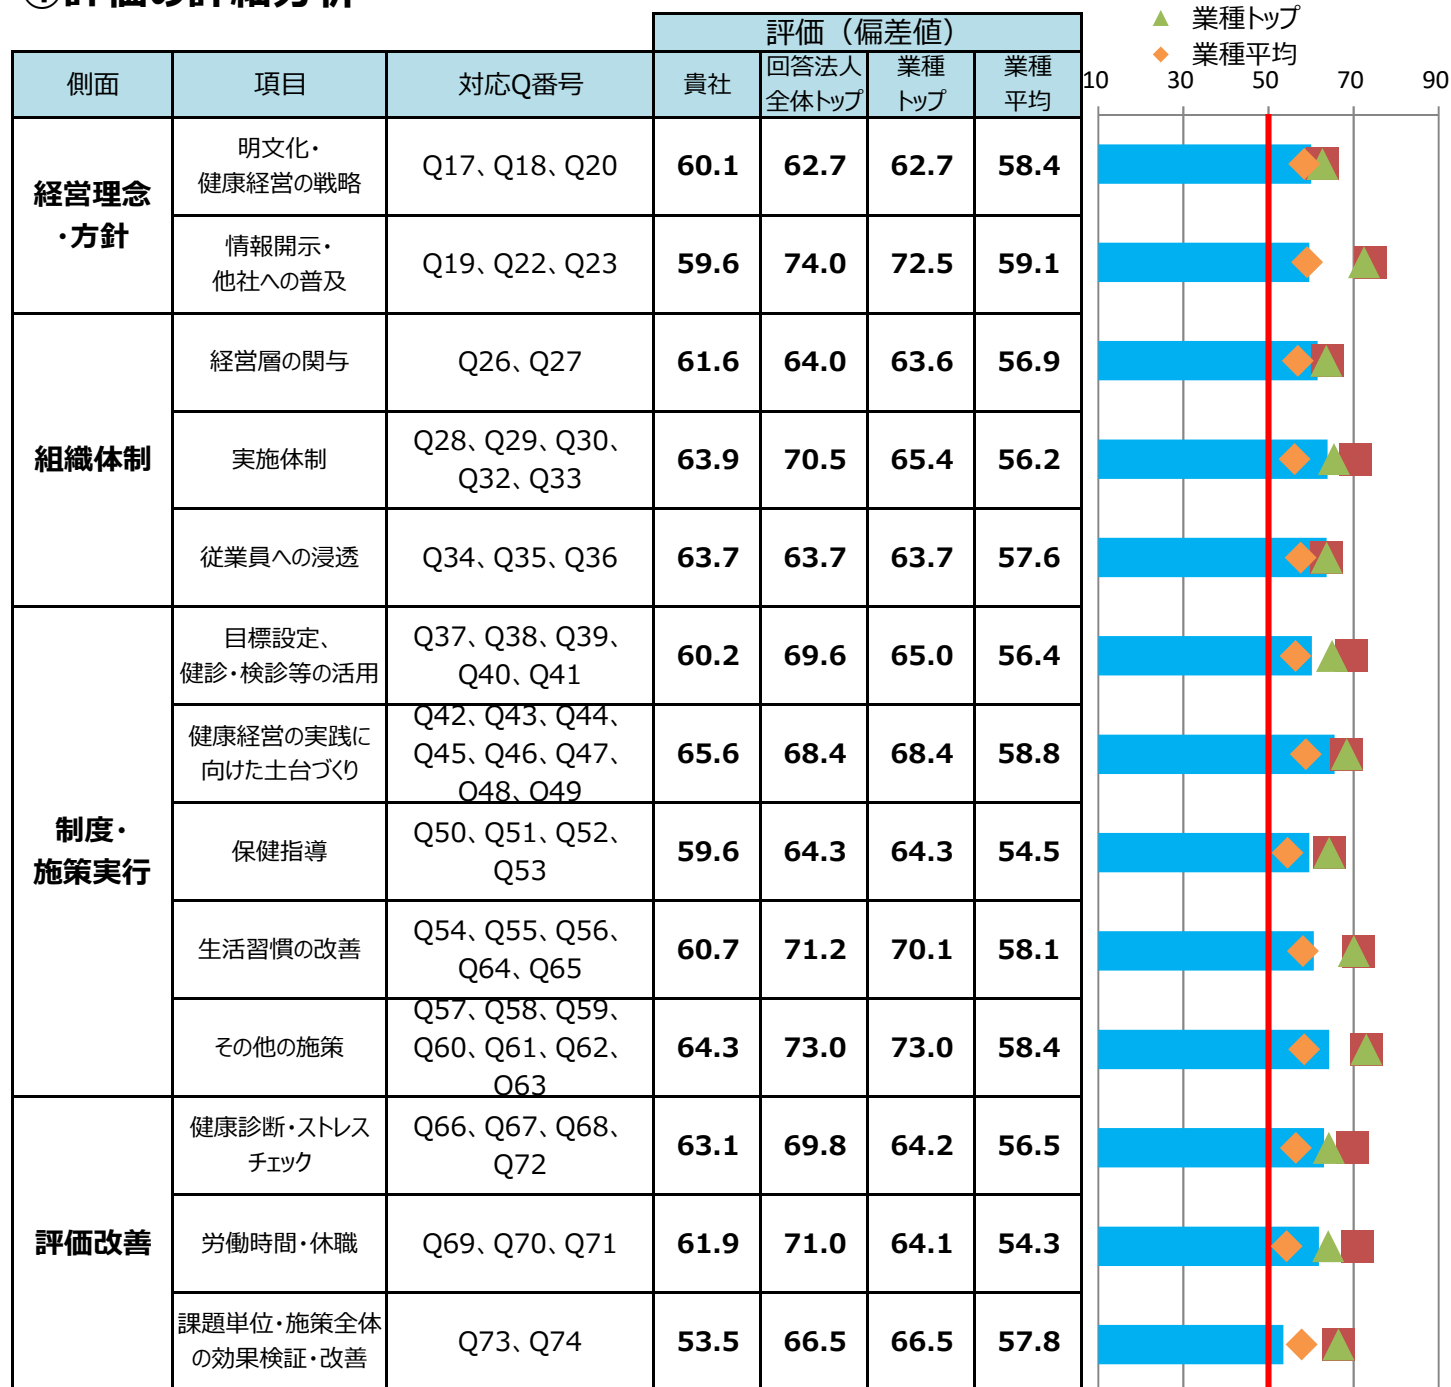 ①評価の詳細分析
業種トップ
業種平均
評価（偏差値）
側面 項目 対応Q番号 貴社 回答法人全体トップ 業種トップ 業種平均
10 30 50 70 90
経営理念・方針
明文化・健康経営の戦略 Q17、Q18、Q20 60.1 62.7 62.7 58.4
情報開示・他社への普及 Q19、Q22、Q23 59.6 74.0 72.5 59.1
組織体制
経営層の関与 Q26、Q27 61.6 64.0 63.6 56.9
実施体制 Q28、Q29、Q30、Q32、Q33 63.9 70.5 65.4 56.2
従業員への浸透 Q34、Q35、Q36 63.7 63.7 63.7 57.6
制度・施策実行
目標設定、健診・検診等の活用 Q37、Q38、Q39、Q40、Q41 60.2 69.6 65.0 56.4
健康経営の実践に向けた土台づくり Q42、Q43、Q44、Q45、Q46、Q47、Q48、Q49 65.6 68.4 68.4 58.8
保健指導 Q50、Q51、Q52、Q53 59.6 64.3 64.3 54.5
生活習慣の改善 Q54、Q55、Q56、Q64、Q65 60.7 71.2 70.1 58.1
その他の施策 Q57、Q58、Q59、Q60、Q61、Q62、Q63 64.3 73.0 73.0 58.4
評価改善
健康診断・ストレスチェック Q66、Q67、Q68、Q72 63.1 69.8 64.2 56.5
労働時間・休職 Q69、Q70、Q71 61.9 71.0 64.1 54.3
課題単位・施策全体の効果検証・改善 Q73、Q74 53.5 66.5 66.5 57.8